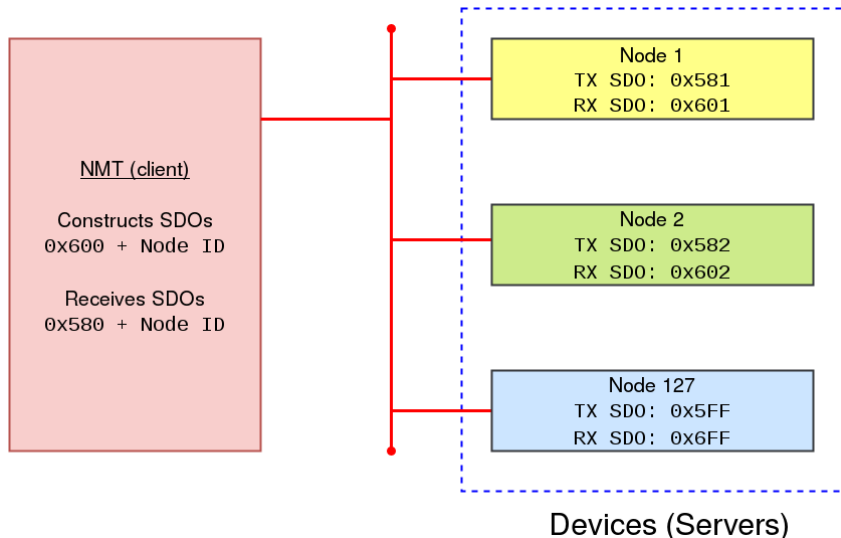 NMT (client)
Constructs SDOs
0x600 + Node ID
Receives SDOs
0x580 + Node ID
Node 1
TX SDO: 0x581
RX SDO: 0x601
Node 2
TX SDO: 0x582
RX SDO: 0x602
Node 127
TX SDO: 0x5FF
RX SDO: 0x6FF
Devices (Servers)